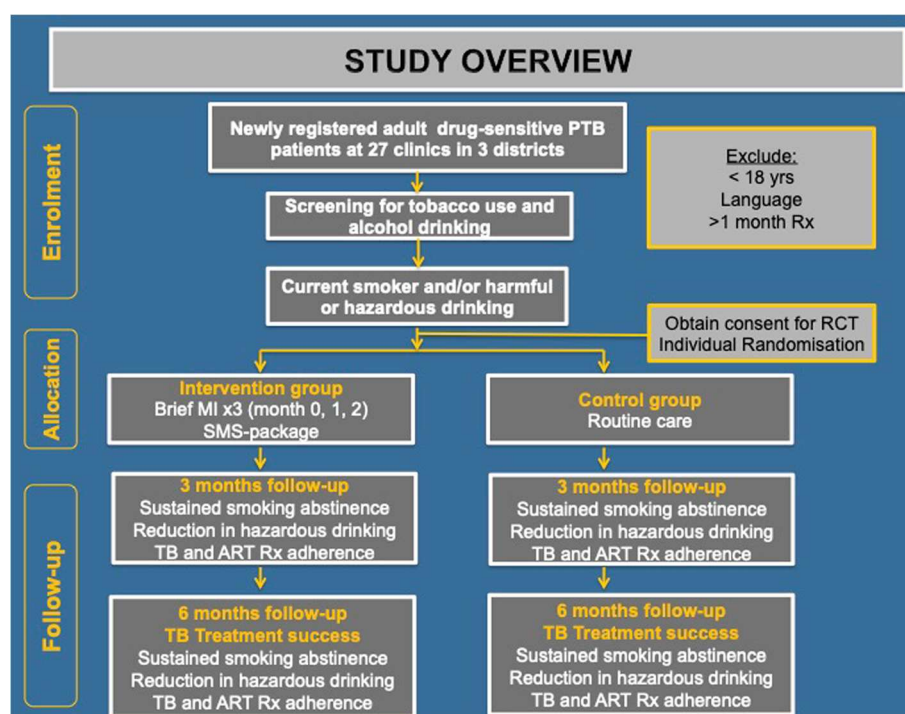 STUDY OVERVIEW
Enrolment
Newly registered adult drug-sensitive PTB
patients at 27 clinics in 3 districts
Exclude:
< 18 yrs
Language
>1 month Rx
Screening for tobacco use and
alcohol drinking
Current smoker and/or harmful
or hazardous drinking
Obtain consent for RCT
Individual Randomisation
Allocation
Intervention group
Brief MI x3 (month 0, 1, 2)
SMS-package
Control group
Routine care
Follow-up
3 months follow-up
Sustained smoking abstinence
Reduction in hazardous drinking
TB and ART Rx adherence
3 months follow-up
Sustained smoking abstinence
Reduction in hazardous drinking
TB and ART Rx adherence
6 months follow-up
TB Treatment success
Sustained smoking abstinence
Reduction in hazardous drinking
TB and ART Rx adherence
6 months follow-up
TB Treatment success
Sustained smoking abstinence
Reduction in hazardous drinking
TB and ART Rx adherence